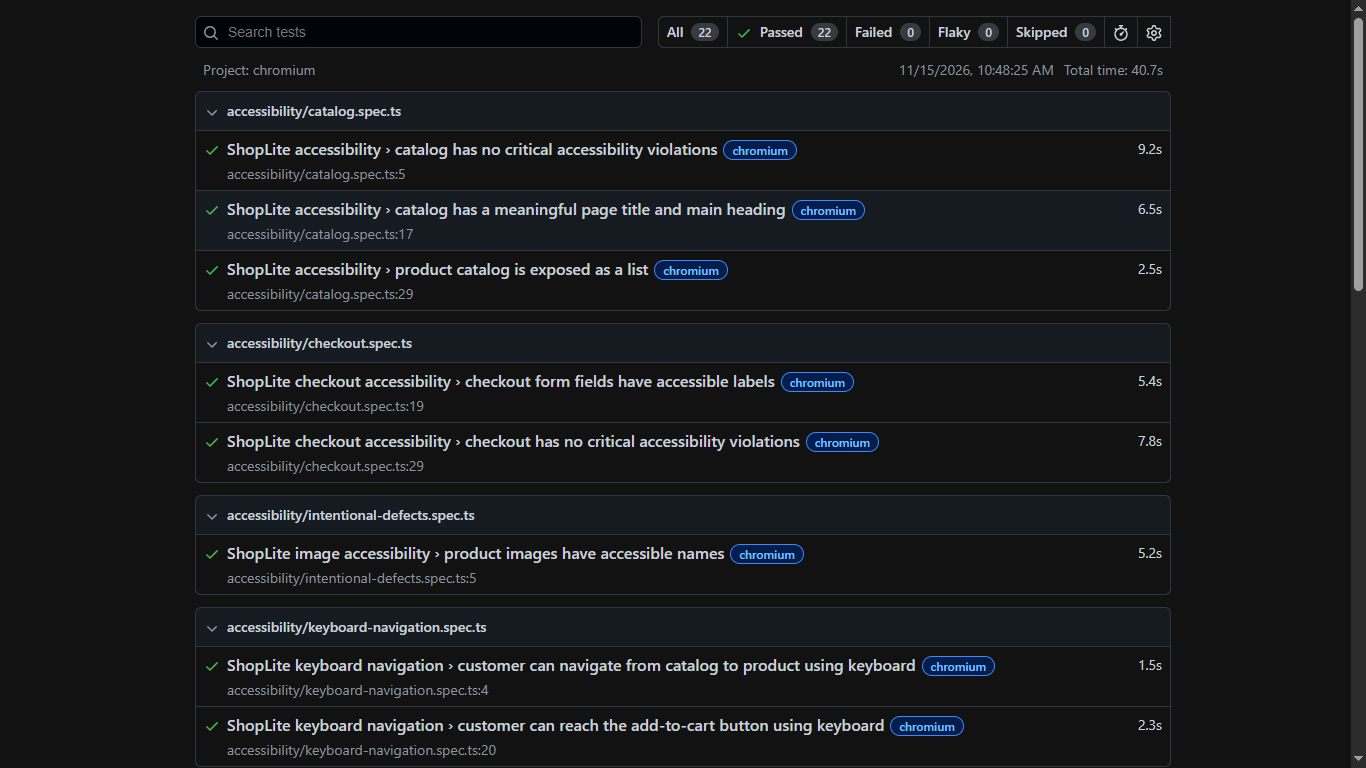 Search tests
All 22 Passed 22 Failed 0 Flaky 0 Skipped 0
Project: chromium 11/15/2026, 10:48:25 AM Total time: 40.7s
accessibility/catalog.spec.ts
ShopLite accessibility › catalog has no critical accessibility violations chromium 9.2s
accessibility/catalog.spec.ts:5
ShopLite accessibility › catalog has a meaningful page title and main heading chromium 6.5s
accessibility/catalog.spec.ts:17
ShopLite accessibility › product catalog is exposed as a list chromium 2.5s
accessibility/catalog.spec.ts:29
accessibility/checkout.spec.ts
ShopLite checkout accessibility › checkout form fields have accessible labels chromium 5.4s
accessibility/checkout.spec.ts:19
ShopLite checkout accessibility › checkout has no critical accessibility violations chromium 7.8s
accessibility/checkout.spec.ts:29
accessibility/intentional-defects.spec.ts
ShopLite image accessibility › product images have accessible names chromium 5.2s
accessibility/intentional-defects.spec.ts:5
accessibility/keyboard-navigation.spec.ts
ShopLite keyboard navigation › customer can navigate from catalog to product using keyboard chromium 1.5s
accessibility/keyboard-navigation.spec.ts:4
ShopLite keyboard navigation › customer can reach the add-to-cart button using keyboard chromium 2.3s
accessibility/keyboard-navigation.spec.ts:20